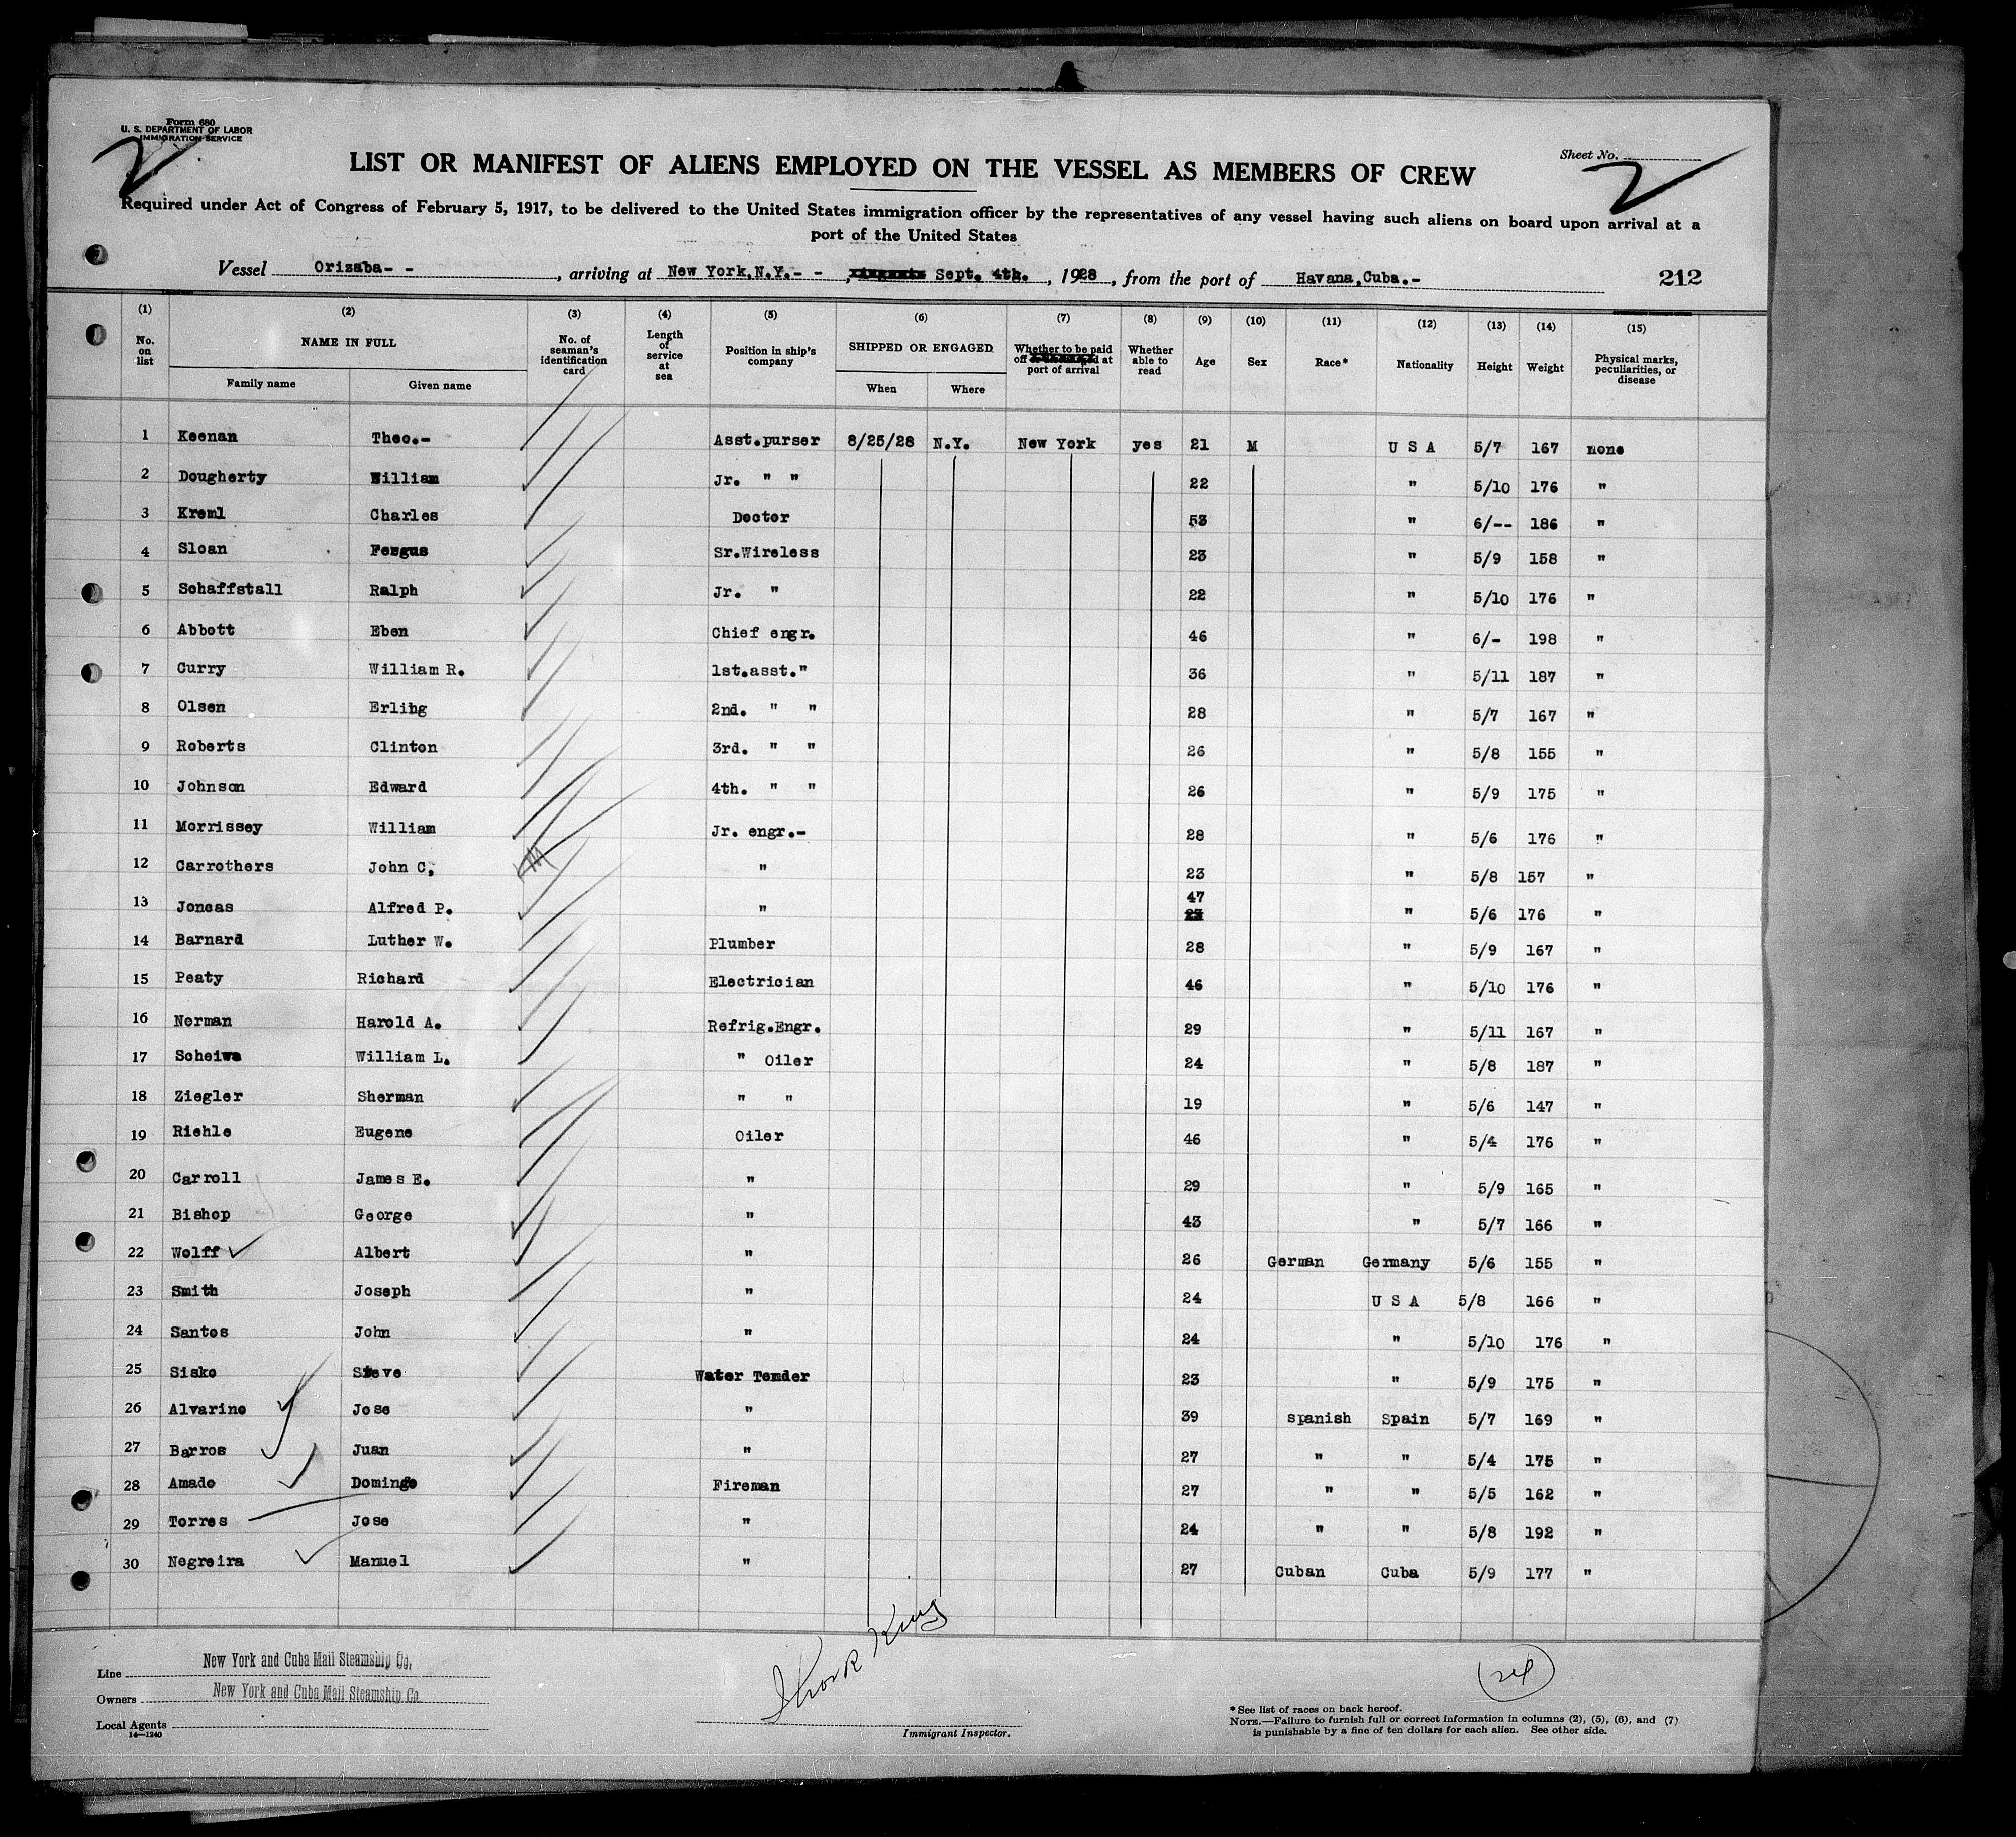 Form 680
U. S. DEPARTMENT OF LABOR
IMMIGRATION SERVICE
2
Sheet No. 2
LIST OR MANIFEST OF ALIENS EMPLOYED ON THE VESSEL AS MEMBERS OF CREW
Required under Act of Congress of February 5, 1917, to be delivered to the United States immigration officer by the representatives of any vessel having such aliens on board upon arrival at a
port of the United States
Vessel Orizaba- - , arriving at New York,N.Y.- - , Sept. 4th. , 1928 , from the port of Havana,Cuba.- 212
(1) (2) (3) (4) (5) (6) (7) (8) (9) (10) (11) (12) (13) (14) (15)
No. on list NAME IN FULL Family name Given name No. of seaman's identification card Length of service at sea Position in ship's company SHIPPED OR ENGAGED When Where Whether to be paid off at port of arrival Whether able to read Age Sex Race* Nationality Height Weight Physical marks, peculiarities, or disease
1 Keenan Theo.- Asst.purser 8/25/28 N.Y. New York yes 21 M U S A 5/7 167 none
2 Dougherty William Jr. " " 22 " 5/10 176 "
3 Kreml Charles Doctor 53 " 6/-- 186 "
4 Sloan Fergus Sr.Wireless 23 " 5/9 158 "
5 Schaffstall Ralph Jr. " 22 " 5/10 176 "
6 Abbott Eben Chief engr. 46 " 6/- 198 "
7 Curry William R. 1st.asst." 36 " 5/11 187 "
8 Olsen Erling 2nd. " " 28 " 5/7 167 "
9 Roberts Clinton 3rd. " " 26 " 5/8 155 "
10 Johnson Edward 4th. " " 26 " 5/9 175 "
11 Morrissey William Jr. engr.- 28 " 5/6 176 "
12 Carrothers John C, " 23 " 5/8 157 "
13 Joneas Alfred P. " 47 " 5/6 176 "
14 Barnard Luther W. Plumber 28 " 5/9 167 "
15 Peaty Richard Electrician 46 " 5/10 176 "
16 Norman Harold A. Refrig.Engr. 29 " 5/11 167 "
17 William L. " Oiler 24 " 5/8 187 "
18 Ziegler Sherman " " 19 " 5/6 147 "
19 Riehle Eugene Oiler 46 " 5/4 176 "
20 Carroll James E. " 29 " 5/9 165 "
21 Bishop George " 43 " 5/7 166 "
22 Wolff Albert " 26 German Germany 5/6 155 "
23 Smith Joseph " 24 U S A 5/8 166 "
24 Santos John " 24 " 5/10 176 "
25 Sisko Steve Water Tender 23 " 5/9 175 "
26 Alvarino Jose " 39 spanish Spain 5/7 169 "
27 Barros Juan " 27 " " 5/4 175 "
28 Amado Domingo Fireman 27 " " 5/5 162 "
29 Torres Jose " 24 " " 5/8 192 "
30 Negreira Manuel " 27 Cuban Cuba 5/9 177 "
Line New York and Cuba Mail Steamship Co.
Owners New York and Cuba Mail Steamship Co
Local Agents
14—1240
King
Immigrant Inspector.
24
* See list of races on back hereof.
NOTE.—Failure to furnish full or correct information in columns (2), (5), (6), and (7)
is punishable by a fine of ten dollars for each alien. See other side.